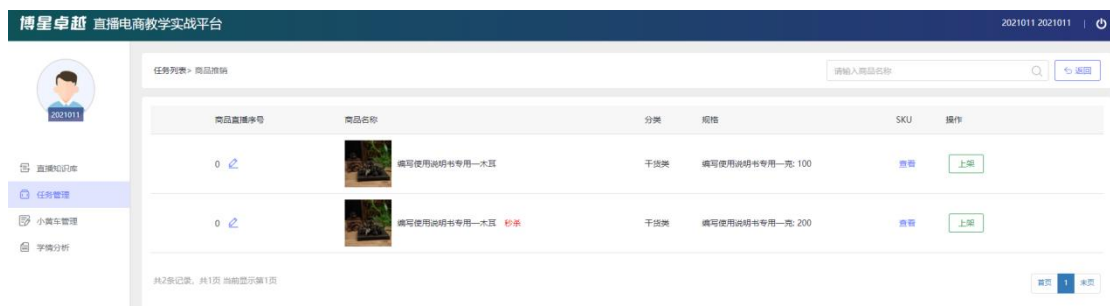 博星卓越 直播电商教学实战平台
2021011 2021011
2021011
直播知识库
任务管理
小黄车管理
学情分析
任务列表> 商品推销
请输入商品名称
返回
商品直播序号 商品名称 分类 规格 SKU 操作
0 编写使用说明书专用—木耳 干货类 编写使用说明书专用—克: 100 查看 上架
0 编写使用说明书专用—木耳 秒杀 干货类 编写使用说明书专用—克: 200 查看 上架
共2条记录，共1页 当前显示第1页
首页 1 末页